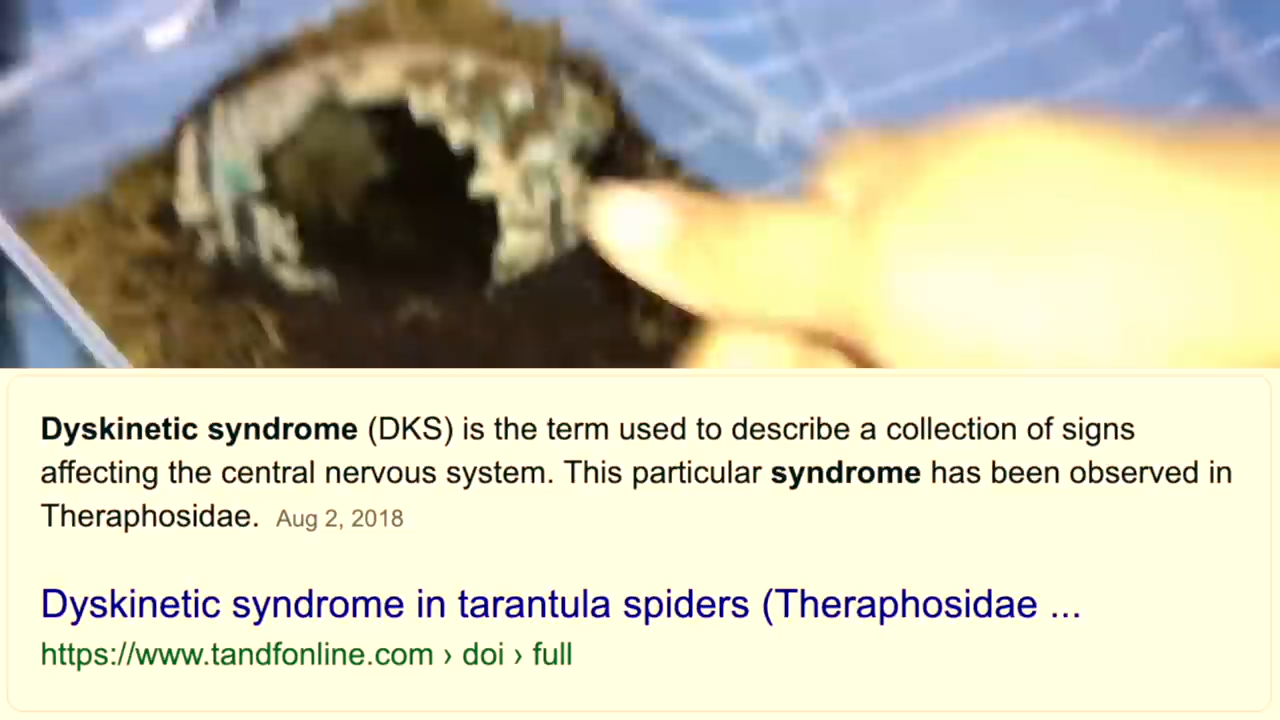 Dyskinetic syndrome (DKS) is the term used to describe a collection of signs
affecting the central nervous system. This particular syndrome has been observed in
Theraphosidae. Aug 2, 2018
Dyskinetic syndrome in tarantula spiders (Theraphosidae ...
https://www.tandfonline.com › doi › full